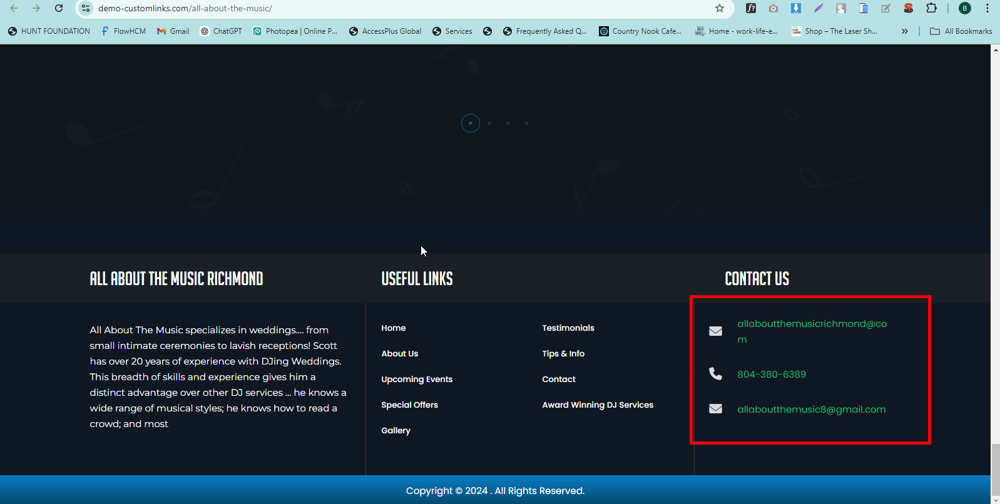 demo-customlinks.com/all-about-the-music/
f?
SEO
B
HUNT FOUNDATION
FlowHCM
Gmail
ChatGPT
Photopea | Online P...
AccessPlus Global
Services
Frequently Asked Q...
Country Nook Cafe...
Home - work-life-e...
Shop – The Laser Sh...
»
All Bookmarks
ALL ABOUT THE MUSIC RICHMOND
All About The Music specializes in weddings.... from
small intimate ceremonies to lavish receptions! Scott
has over 20 years of experience with DJing Weddings.
This breadth of skills and experience gives him a
distinct advantage over other DJ services ... he knows a
wide range of musical styles; he knows how to read a
crowd; and most
USEFUL LINKS
Home
About Us
Upcoming Events
Special Offers
Gallery
Testimonials
Tips & Info
Contact
Award Winning DJ Services
CONTACT US
allaboutthemusicrichmond@co
m
804-380-6389
allaboutthemusic8@gmail.com
Copyright © 2024 . All Rights Reserved.